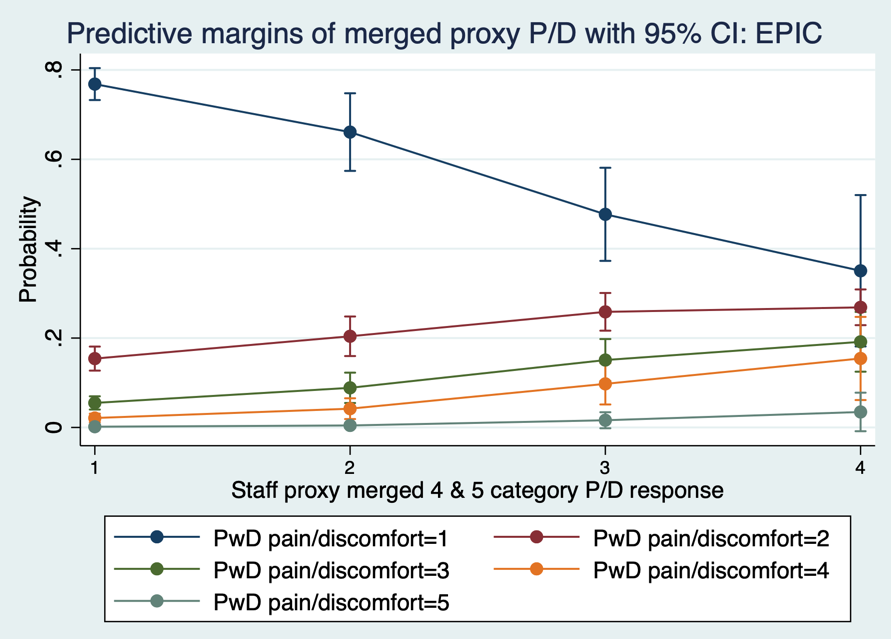 Predictive margins of merged proxy P/D with 95% CI: EPIC
Probability
.8
.6
.4
.2
0
1 2 3 4
Staff proxy merged 4 & 5 category P/D response
PwD pain/discomfort=1 PwD pain/discomfort=2
PwD pain/discomfort=3 PwD pain/discomfort=4
PwD pain/discomfort=5